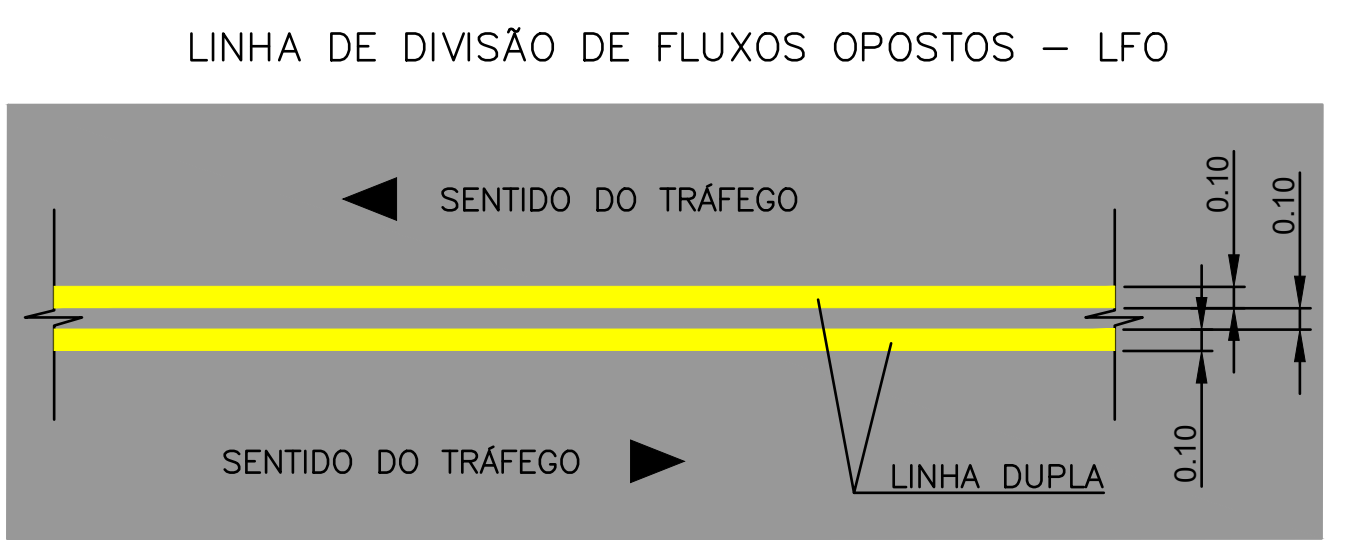 LINHA DE DIVISÃO DE FLUXOS OPOSTOS – LFO
SENTIDO DO TRÁFEGO
0.10
0.10
SENTIDO DO TRÁFEGO
LINHA DUPLA
0.10